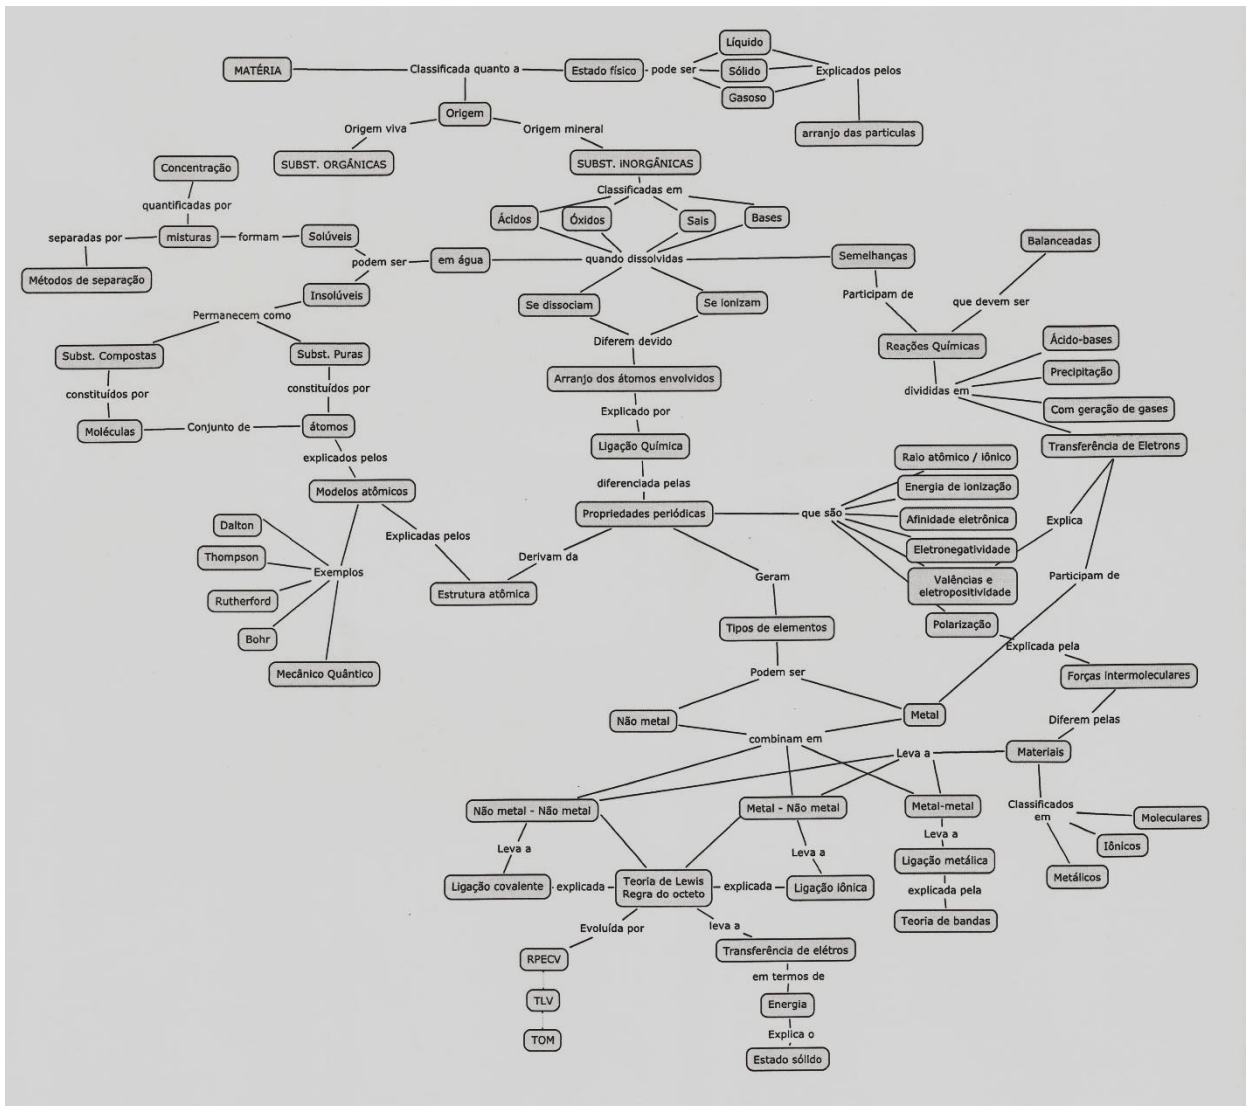 Líquido
MATÉRIA
Classificada quanto a
Estado físico
pode ser
Sólido
Explicados pelos
Gasoso
Origem
arranjo das particulas
Origem viva
Origem mineral
SUBST. ORGÂNICAS
SUBST. iNORGÂNICAS
Concentração
Classificadas em
quantificadas por
Ácidos
Óxidos
Sais
Bases
separadas por
misturas
formam
Solúveis
Balanceadas
podem ser
em água
quando dissolvidas
Semelhanças
Métodos de separação
Insolúveis
Se dissociam
Se ionizam
Participam de
que devem ser
Permanecem como
Diferem devido
Reações Químicas
Ácido-bases
Subst. Compostas
Subst. Puras
Precipitação
Arranjo dos átomos envolvidos
divididas em
constituídos por
constituídos por
Com geração de gases
Explicado por
Moléculas
Conjunto de
átomos
Transferência de Eletrons
Ligação Química
explicados pelos
Raio atômico / iônico
diferenciada pelas
Energia de ionização
Modelos atômicos
Propriedades periódicas
que são
Afinidade eletrônica
Explica
Dalton
Explicadas pelos
Eletronegatividade
Thompson
Derivam da
Exemplos
Geram
Valências e
eletropositividade
Participam de
Estrutura atômica
Rutherford
Tipos de elementos
Polarização
Bohr
Explicada pela
Mecânico Quântico
Podem ser
Forças intermoleculares
Não metal
Metal
Diferem pelas
combinam em
Leva a
Materiais
Não metal - Não metal
Metal - Não metal
Metal-metal
Classificados
em
Moleculares
Leva a
Leva a
Leva a
Iônicos
Ligação metálica
Metálicos
Ligação covalente
explicada
Teoria de Lewis
Regra do octeto
explicada
Ligação iônica
explicada pela
Teoria de bandas
Evoluída por
leva a
RPECV
Transferência de elétros
em termos de
TLV
Energia
Explica o
TOM
Estado sólido